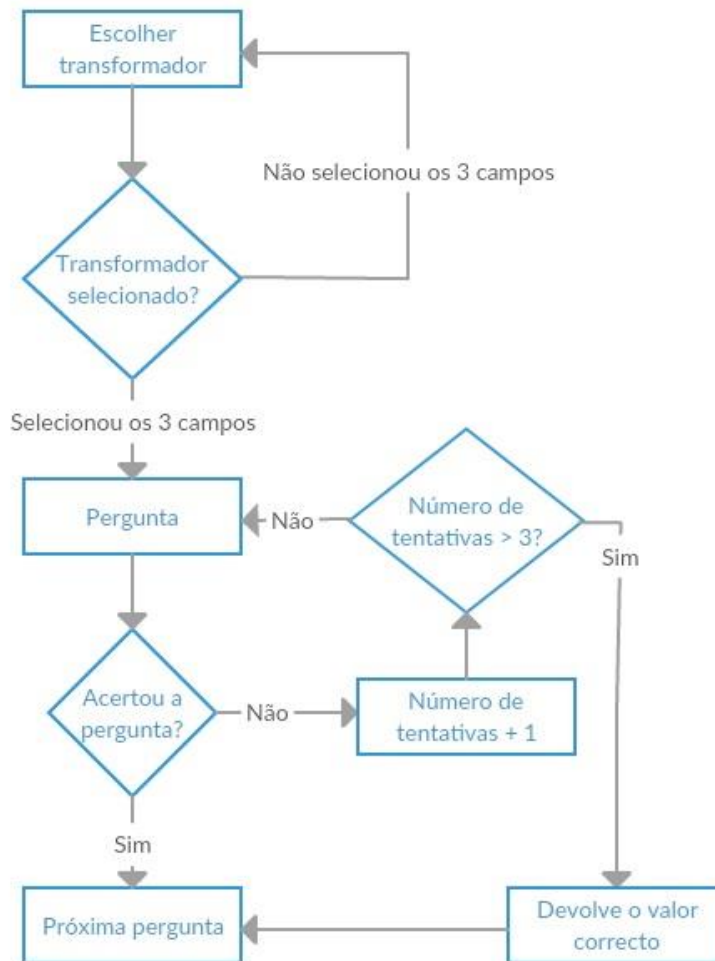 Escolher
transformador
Não selecionou os 3 campos
Transformador
selecionado?
Selecionou os 3 campos
Pergunta
Não
Número de
tentativas > 3?
Sim
Acertou a
pergunta?
Não
Número de
tentativas + 1
Sim
Próxima pergunta
Devolve o valor
correcto